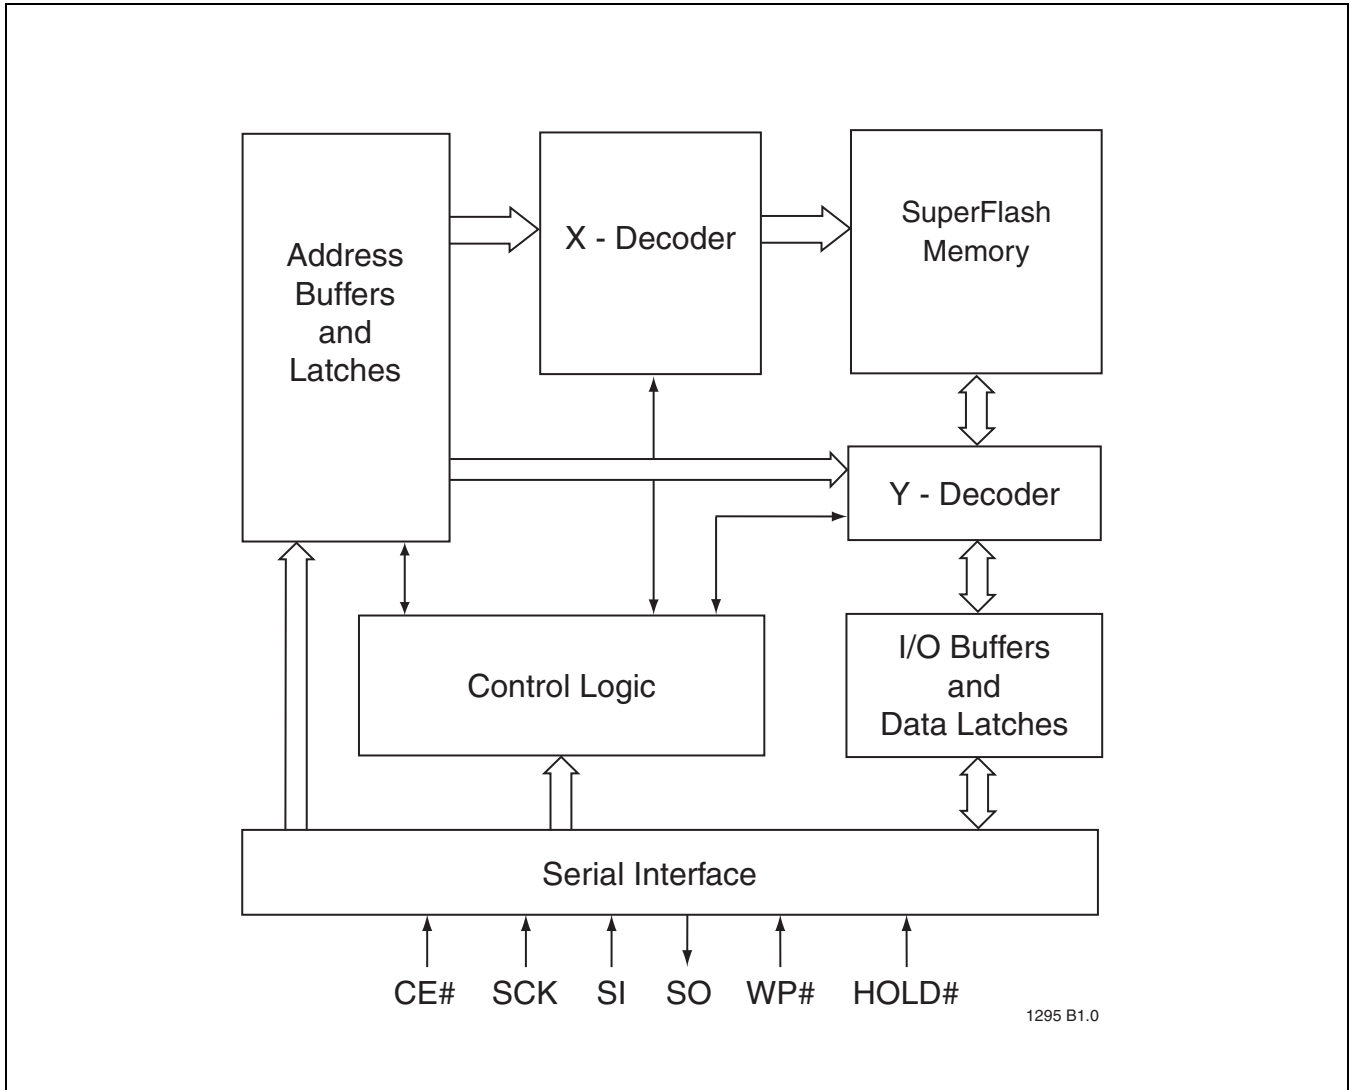 Address
Buffers
and
Latches
X - Decoder
SuperFlash
Memory
Y - Decoder
Control Logic
I/O Buffers
and
Data Latches
Serial Interface
CE# SCK SI SO WP# HOLD#
1295 B1.0